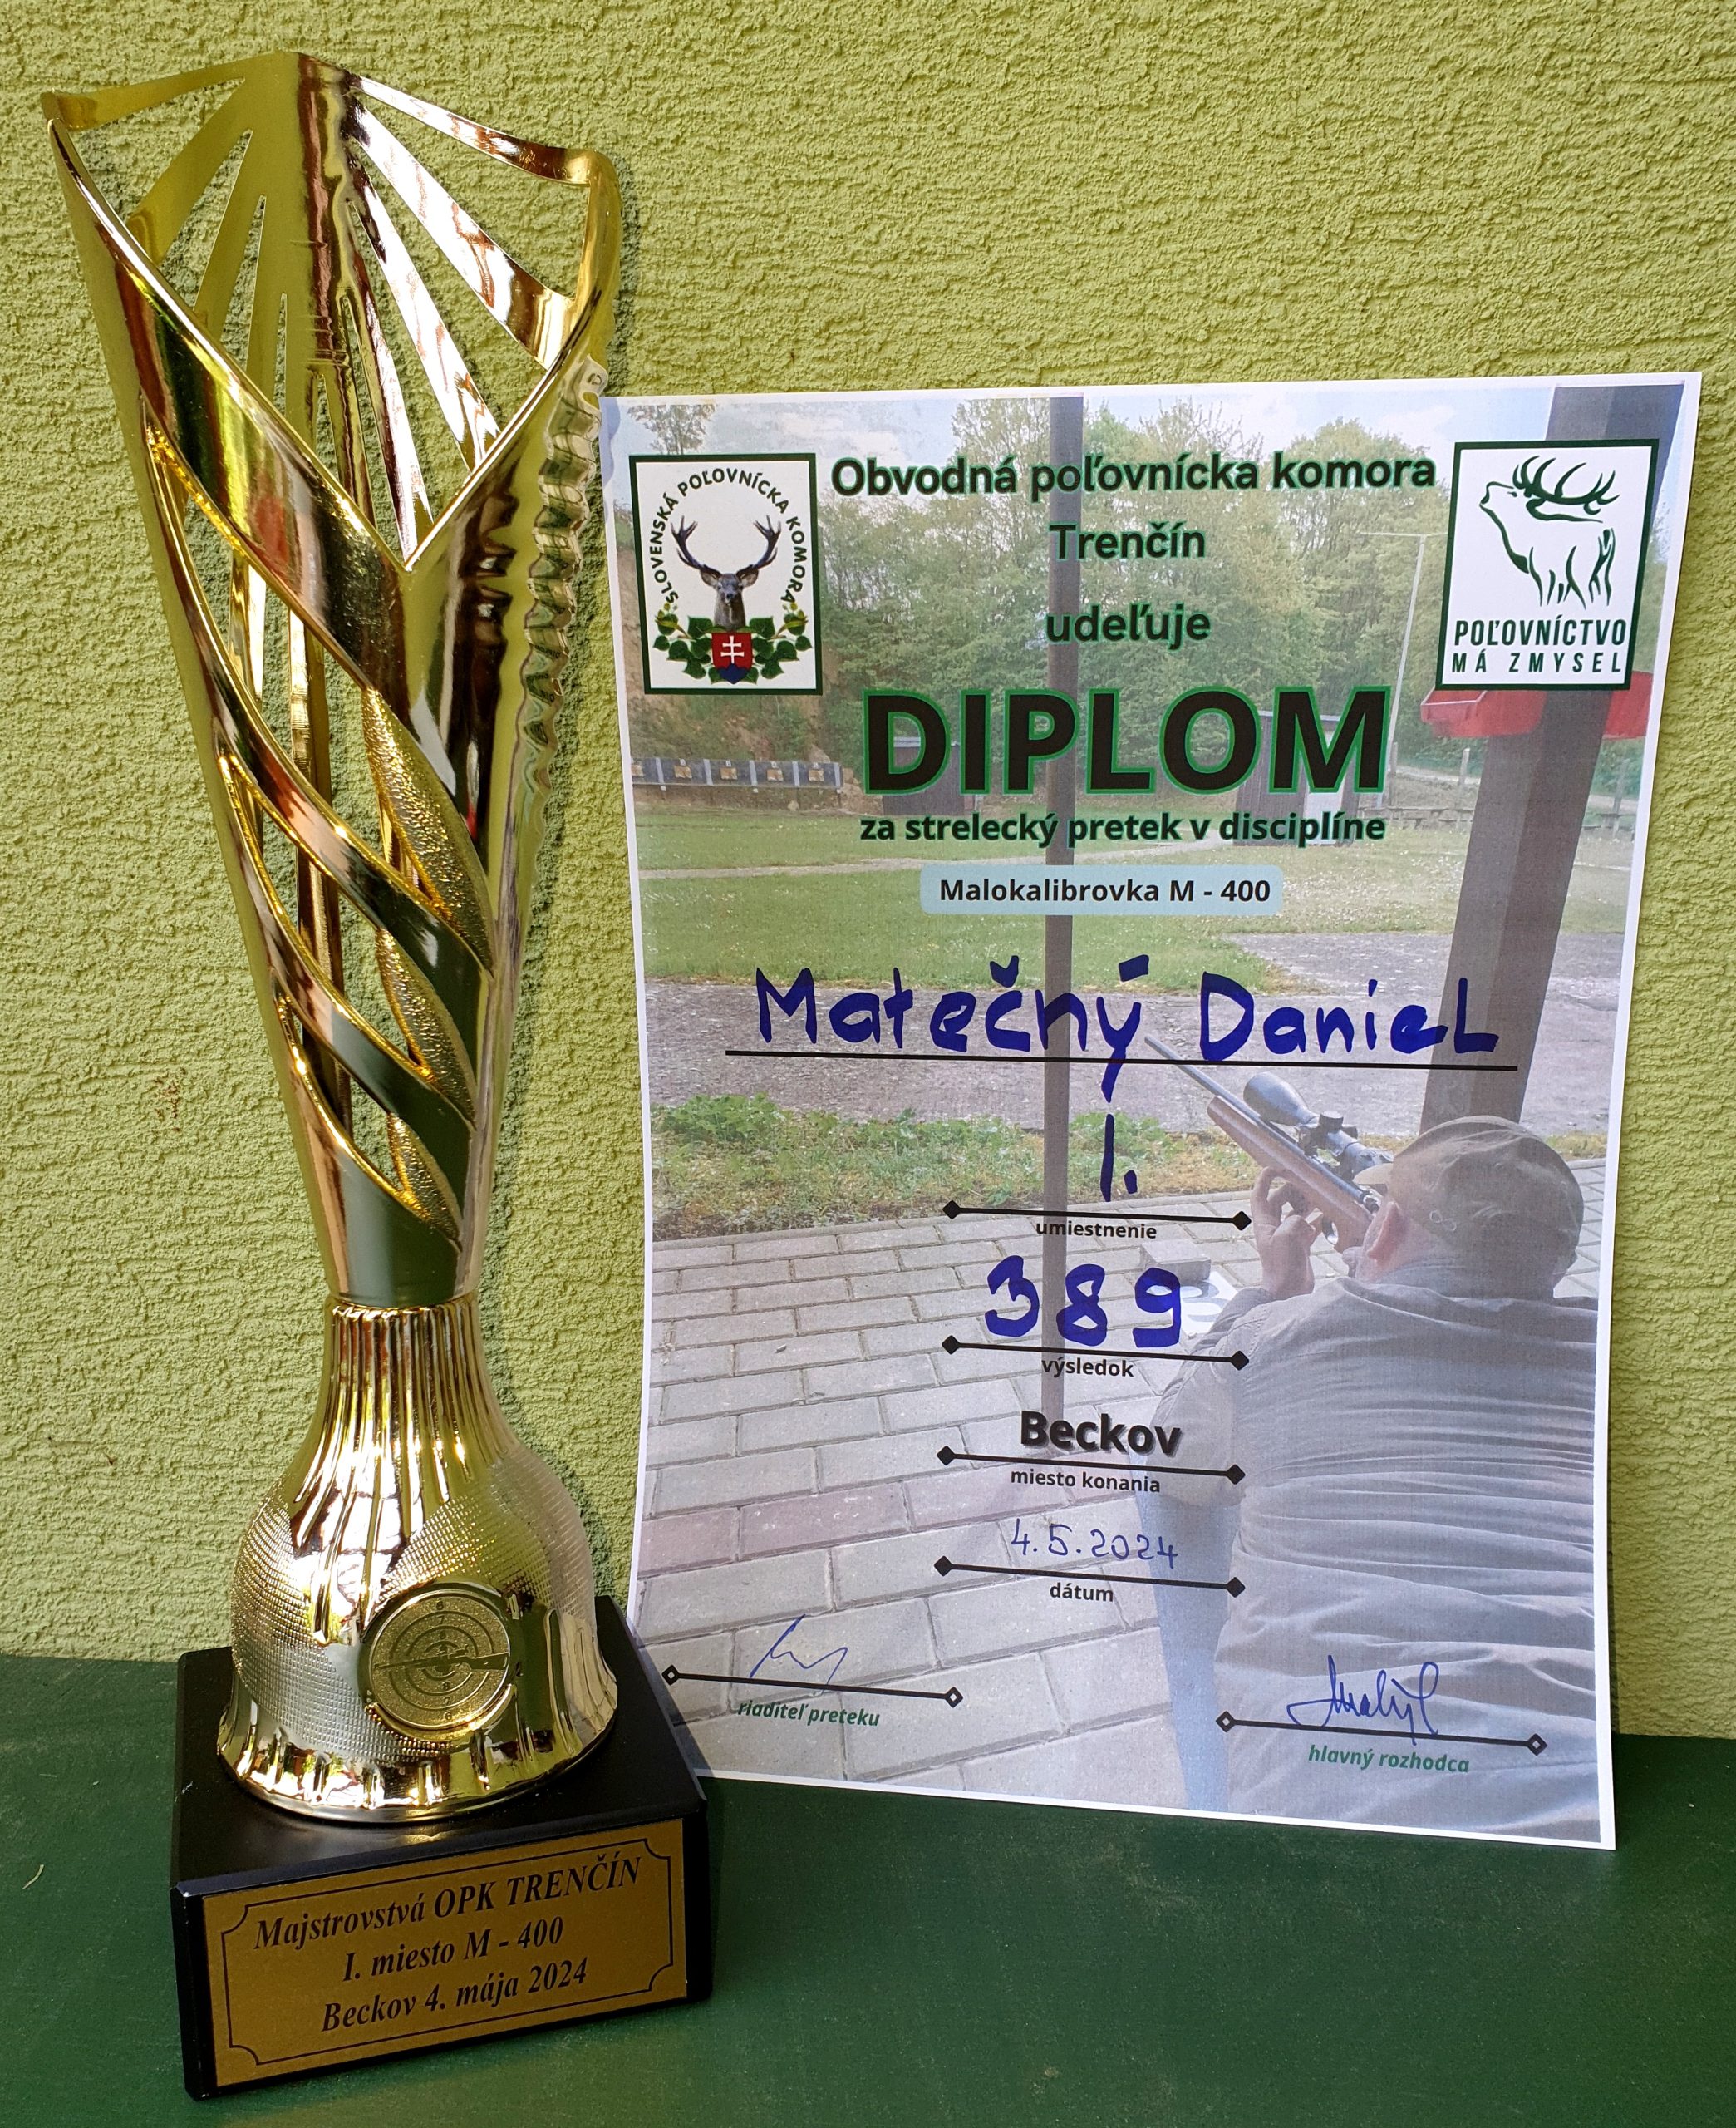 SLOVENSKÁ POĽOVNÍCKA KOMORA
Obvodná poľovnícka komora
Trenčín
udeľuje
POĽOVNÍCTVO
MÁ ZMYSEL
DIPLOM
za strelecký pretek v disciplíne
Malokalibrovka M - 400
Matečný Daniel
I.
umiestnenie
389
výsledok
Beckov
miesto konania
4.5.2024
dátum
riaditeľ preteku
hlavný rozhodca
Majstrovstvá OPK TRENČÍN
I. miesto M - 400
Beckov 4. mája 2024